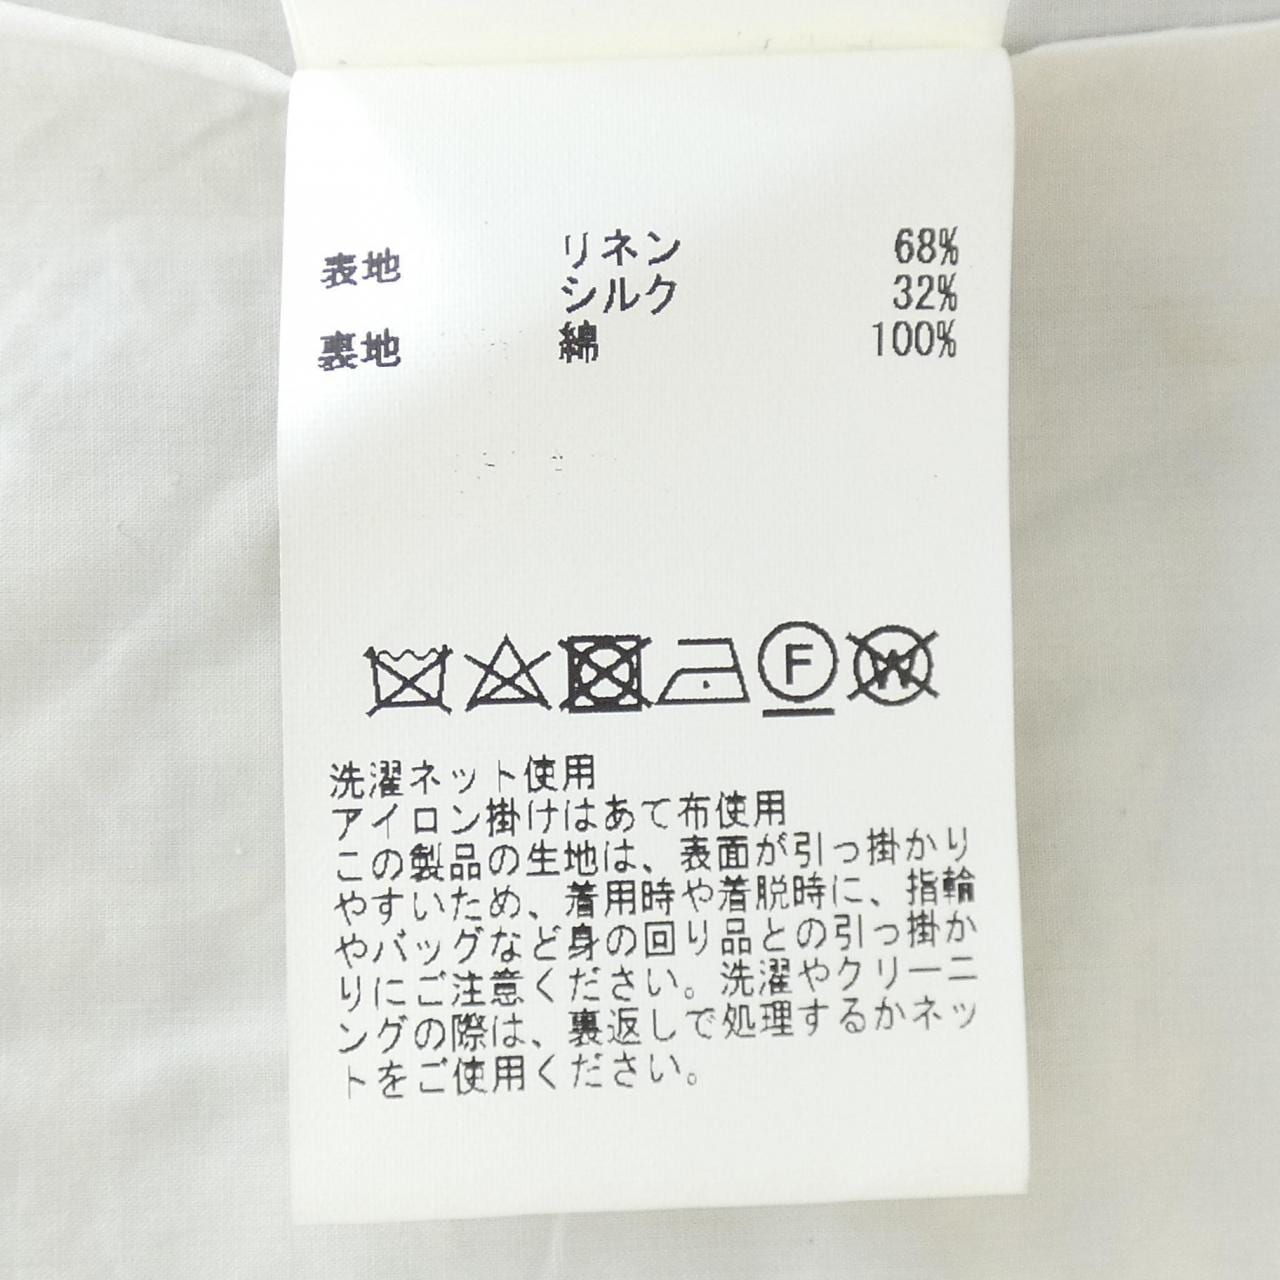 表地 リネン 68%
シルク 32%
裏地 綿 100%
F W
洗濯ネット使用
アイロン掛けはあて布使用
この製品の生地は、表面が引っ掛かり
やすいため、着用時や着脱時に、指輪
やバッグなど身の回り品との引っ掛か
りにご注意ください。洗濯やクリーニ
ングの際は、裏返しで処理するかネッ
トをご使用ください。